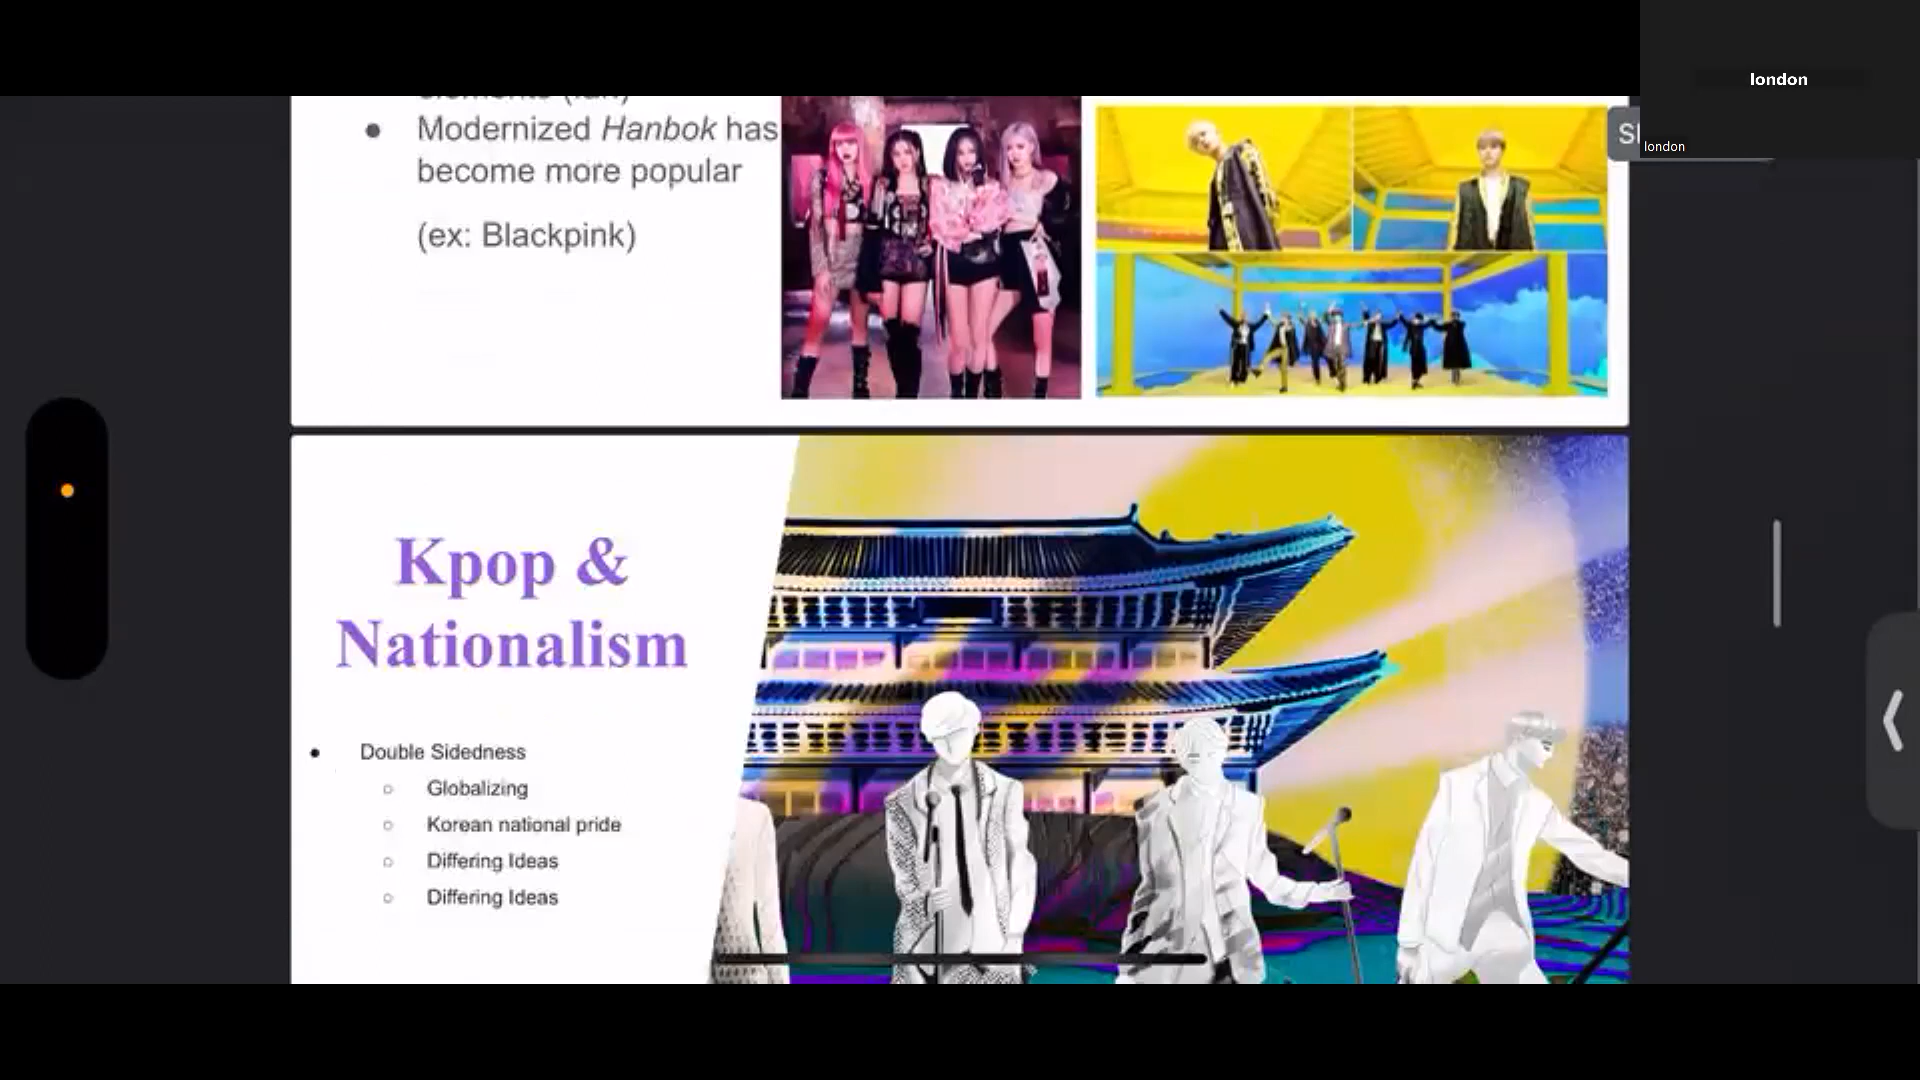 london
london
Modernized Hanbok has
become more popular
(ex: Blackpink)
Kpop &
Nationalism
Double Sidedness
Globalizing
Korean national pride
Differing Ideas
Differing Ideas